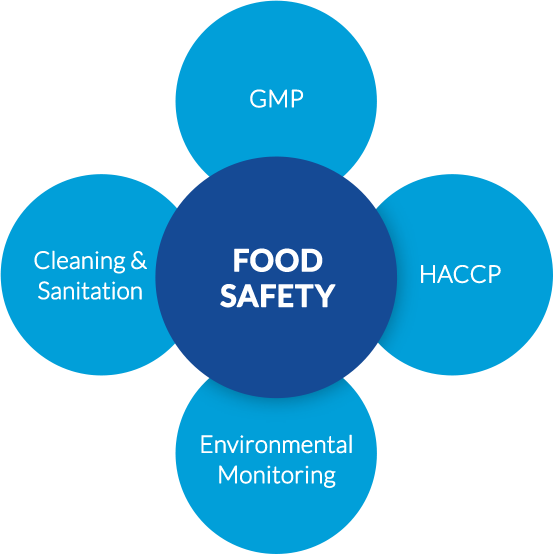 GMP
Cleaning &
Sanitation
FOOD
SAFETY
HACCP
Environmental
Monitoring